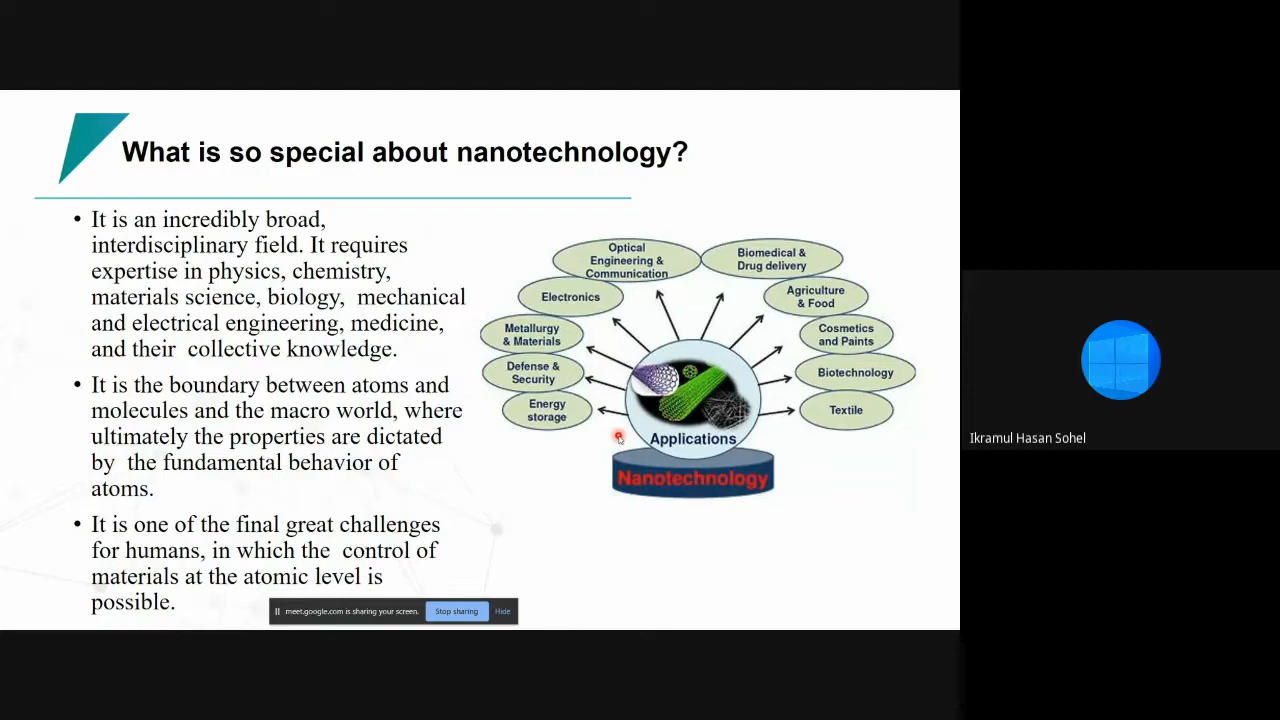 What is so special about nanotechnology?
• It is an incredibly broad,
interdisciplinary field. It requires
expertise in physics, chemistry,
materials science, biology, mechanical
and electrical engineering, medicine,
and their collective knowledge.
• It is the boundary between atoms and
molecules and the macro world, where
ultimately the properties are dictated
by the fundamental behavior of
atoms.
• It is one of the final great challenges
for humans, in which the control of
materials at the atomic level is
possible.
Optical
Engineering &
Communication
Biomedical &
Drug delivery
Electronics
Agriculture
& Food
Metallurgy
& Materials
Cosmetics
and Paints
Defense &
Security
Biotechnology
Energy
storage
Textile
Applications
Nanotechnology
meet.google.com is sharing your screen.
Stop sharing
Hide
Ikramul Hasan Sohel